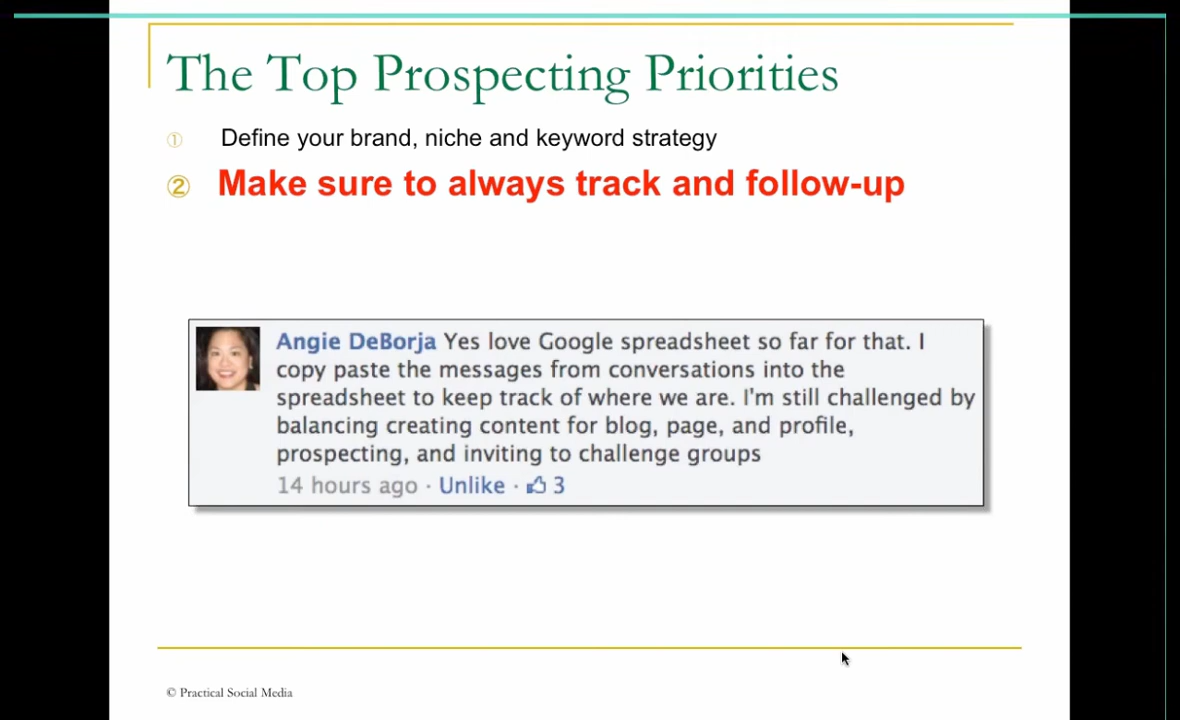 The Top Prospecting Priorities
① Define your brand, niche and keyword strategy
② Make sure to always track and follow-up
Angie DeBorja Yes love Google spreadsheet so far for that. I
copy paste the messages from conversations into the
spreadsheet to keep track of where we are. I'm still challenged by
balancing creating content for blog, page, and profile,
prospecting, and inviting to challenge groups
14 hours ago · Unlike · 3
© Practical Social Media